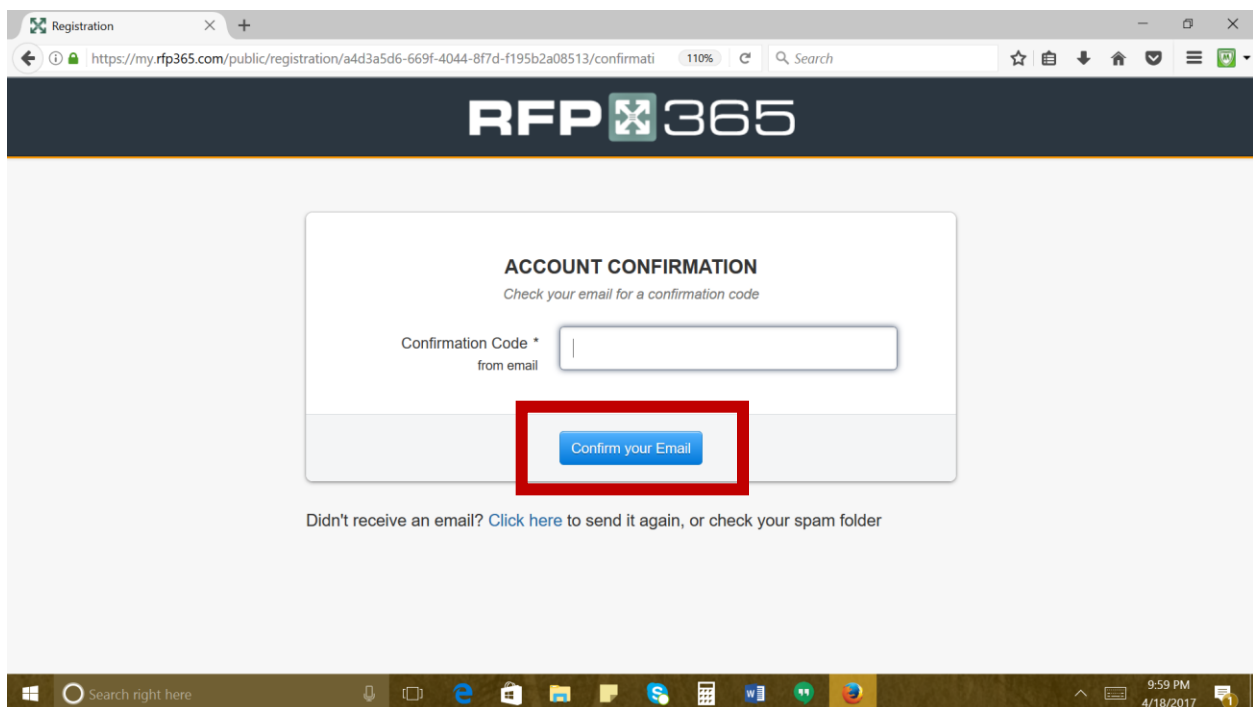 Registration
https://my.rfp365.com/public/registration/a4d3a5d6-669f-4044-8f7d-f195b2a08513/confirmati 110% Search
RFP 365
ACCOUNT CONFIRMATION
Check your email for a confirmation code
Confirmation Code *
from email
Confirm your Email
Didn't receive an email? Click here to send it again, or check your spam folder
Search right here
9:59 PM
4/18/2017
1